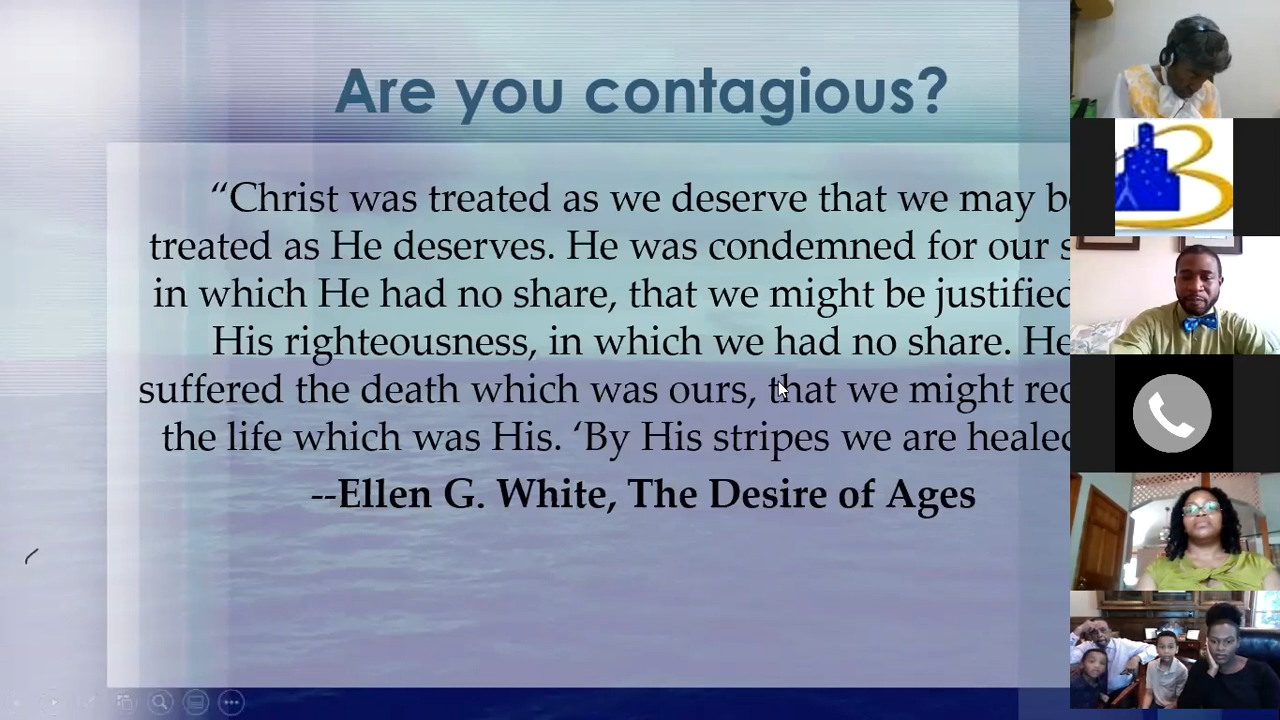 Are you contagious?
“Christ was treated as we deserve that we may be
treated as He deserves. He was condemned for our
in which He had no share, that we might be justified
His righteousness, in which we had no share. He
suffered the death which was ours, that we might
the life which was His. ‘By His stripes we are healed
--Ellen G. White, The Desire of Ages
B